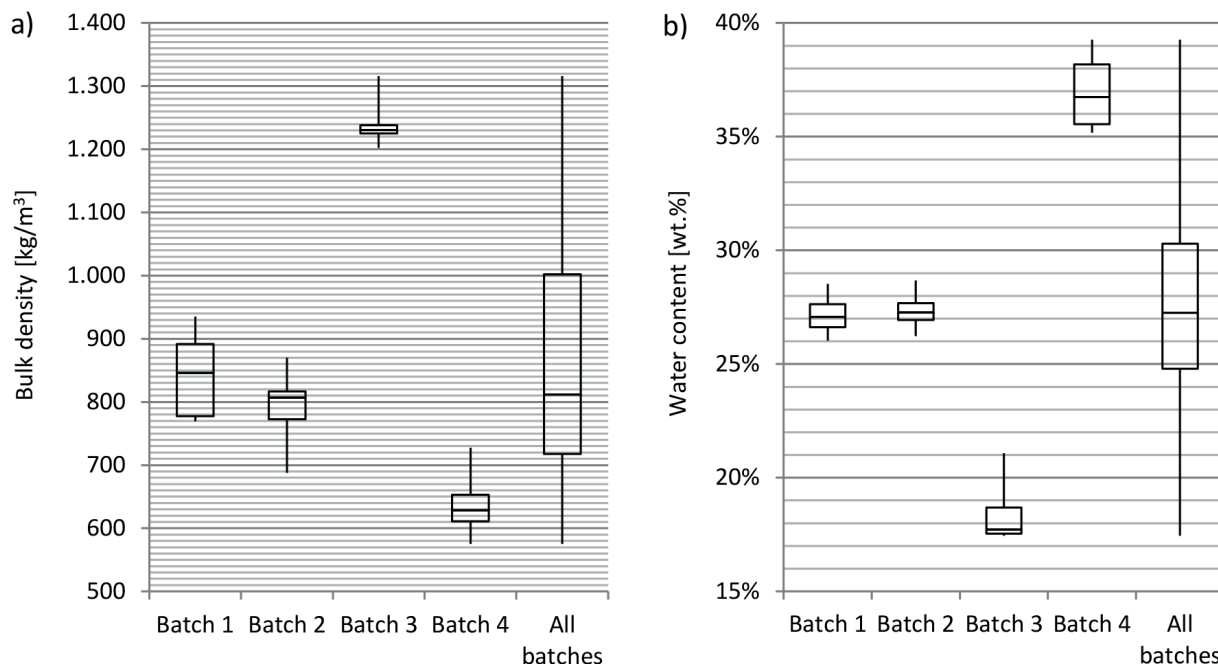 a)
Bulk density [kg/m³]
1.400
1.300
1.200
1.100
1.000
900
800
700
600
500
Batch 1 Batch 2 Batch 3 Batch 4 All
batches
b)
Water content [wt.%]
40%
35%
30%
25%
20%
15%
Batch 1 Batch 2 Batch 3 Batch 4 All
batches